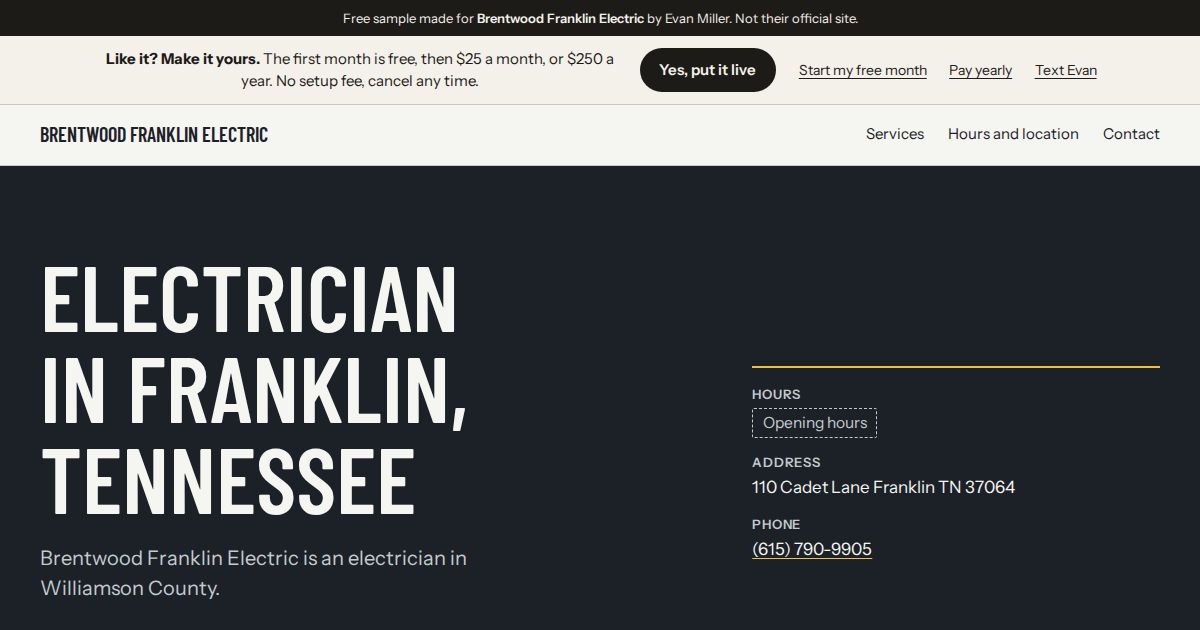 Free sample made for Brentwood Franklin Electric by Evan Miller. Not their official site.
Like it? Make it yours. The first month is free, then $25 a month, or $250 a
year. No setup fee, cancel any time.
Yes, put it live
Start my free month
Pay yearly
Text Evan
BRENTWOOD FRANKLIN ELECTRIC
Services
Hours and location
Contact
ELECTRICIAN
IN FRANKLIN,
TENNESSEE
Brentwood Franklin Electric is an electrician in
Williamson County.
HOURS
Opening hours
ADDRESS
110 Cadet Lane Franklin TN 37064
PHONE
(615) 790-9905